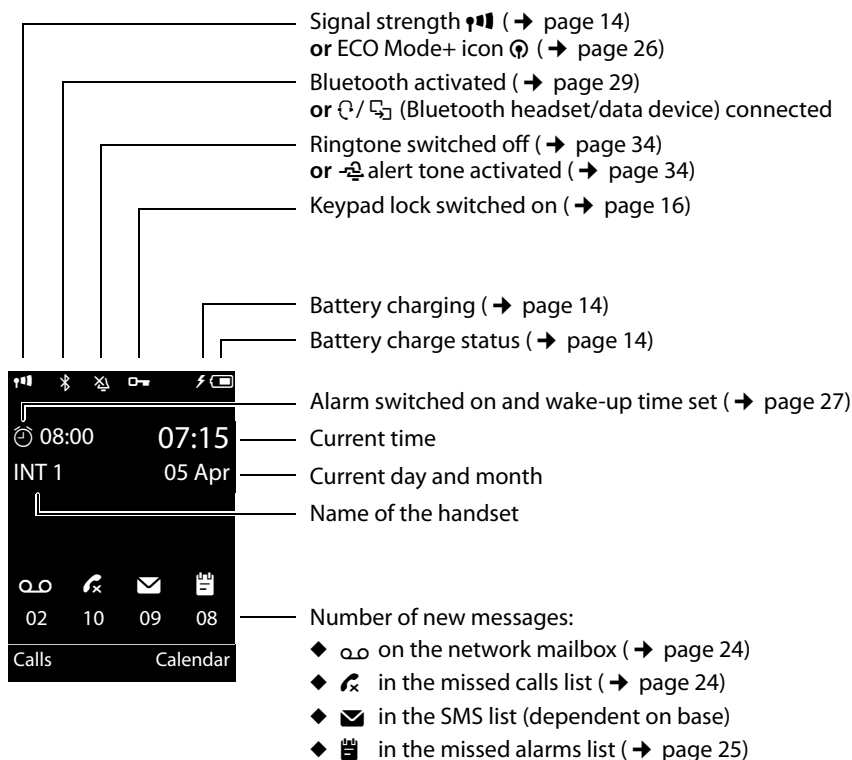 Signal strength (➔ page 14)
or ECO Mode+ icon (➔ page 26)
Bluetooth activated (➔ page 29)
or / (Bluetooth headset/data device) connected
Ringtone switched off (➔ page 34)
or alert tone activated (➔ page 34)
Keypad lock switched on (➔ page 16)
Battery charging (➔ page 14)
Battery charge status (➔ page 14)
Alarm switched on and wake-up time set (➔ page 27)
08:00 07:15
Current time
INT 1 05 Apr
Current day and month
Name of the handset
02 10 09 08
Number of new messages:
◆ on the network mailbox (➔ page 24)
Calls Calendar
◆ in the missed calls list (➔ page 24)
◆ in the SMS list (dependent on base)
◆ in the missed alarms list (➔ page 25)